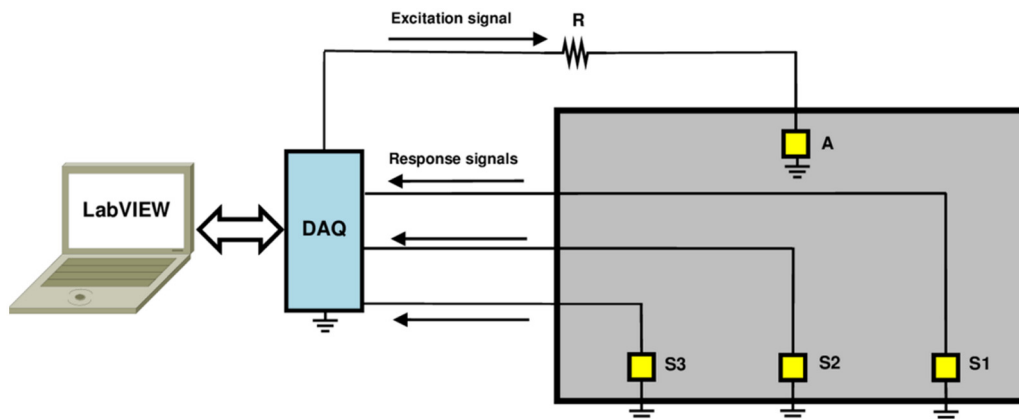 Excitation signal
R
A
Response signals
LabVIEW
DAQ
S3
S2
S1